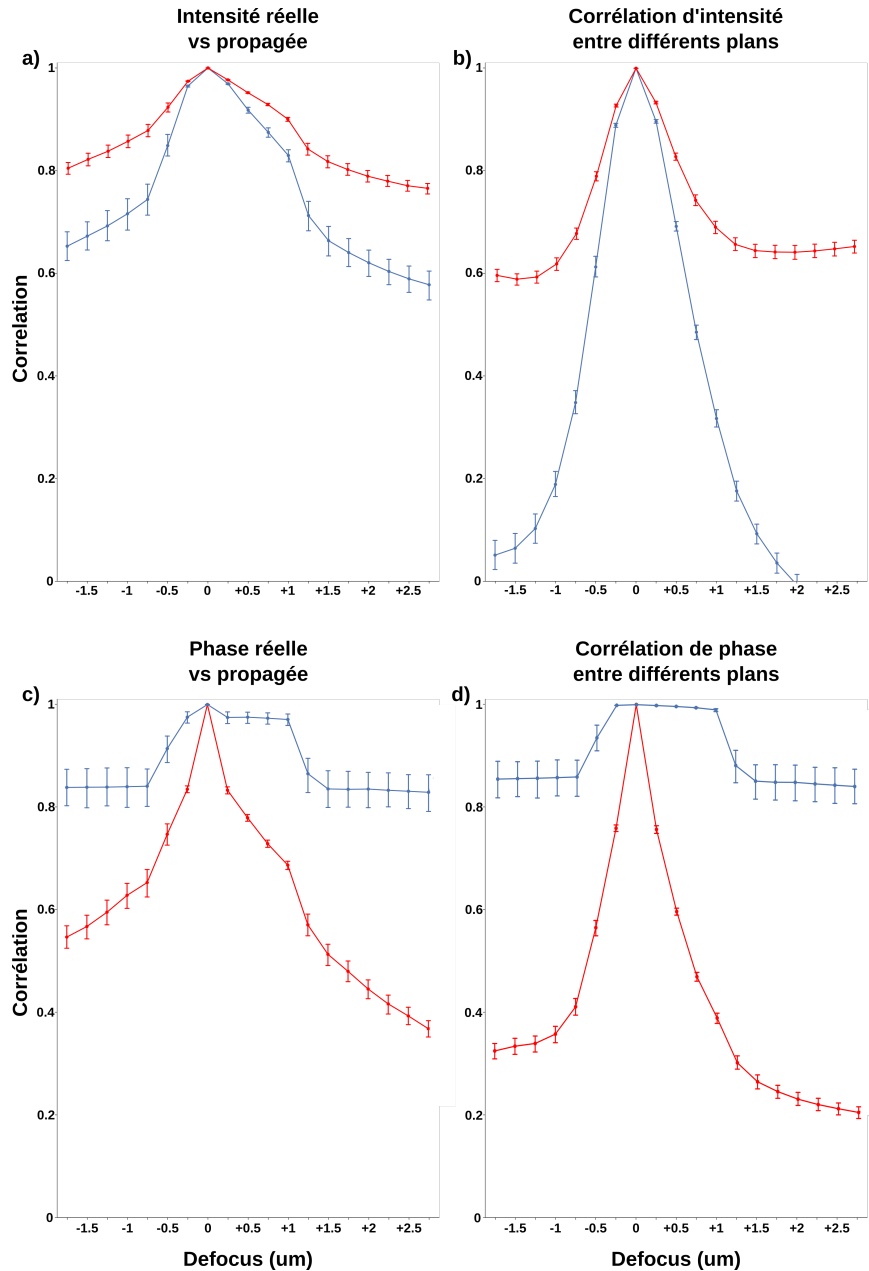 Intensité réelle
vs propagée
Corrélation d'intensité
entre différents plans
a)
b)
1
0.8
0.6
0.4
0.2
0
Correlation
-1.5 -1 -0.5 0 +0.5 +1 +1.5 +2 +2.5
1
0.8
0.6
0.4
0.2
0
-1.5 -1 -0.5 0 +0.5 +1 +1.5 +2 +2.5
Phase réelle
vs propagée
Corrélation de phase
entre différents plans
c)
d)
1
0.8
0.6
0.4
0.2
0
Corrélation
-1.5 -1 -0.5 0 +0.5 +1 +1.5 +2 +2.5
Defocus (um)
1
0.8
0.6
0.4
0.2
0
-1.5 -1 -0.5 0 +0.5 +1 +1.5 +2 +2.5
Defocus (um)